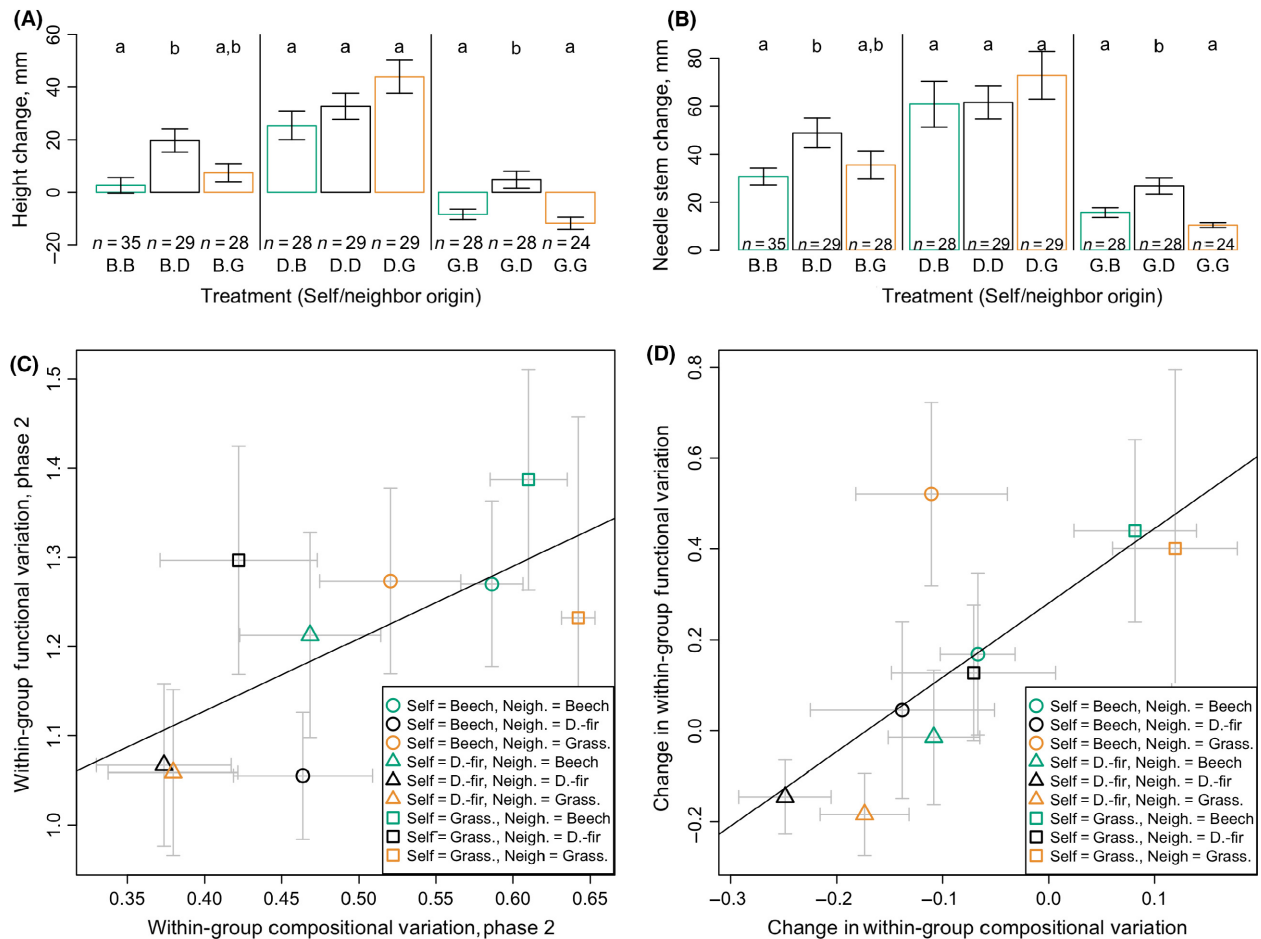 (A)
Height change, mm
60
40
20
0
−20
a b a,b a a a a b a
n = 35 n = 29 n = 28 n = 28 n = 29 n = 29 n = 28 n = 28 n = 24
B.B B.D B.G D.B D.D D.G G.B G.D G.G
Treatment (Self/neighbor origin)
(B)
Needle stem change, mm
80
60
40
20
0
a b a,b a a a a b a
n = 35 n = 29 n = 28 n = 28 n = 29 n = 29 n = 28 n = 28 n = 24
B.B B.D B.G D.B D.D D.G G.B G.D G.G
Treatment (Self/neighbor origin)
(C)
Within-group functional variation, phase 2
1.5
1.4
1.3
1.2
1.1
1.0
Self = Beech, Neigh. = Beech
Self = Beech, Neigh. = D.-fir
Self = Beech, Neigh. = Grass.
Self = D.-fir, Neigh. = Beech
Self = D.-fir, Neigh. = D.-fir
Self = D.-fir, Neigh. = Grass.
Self = Grass., Neigh. = Beech
Self = Grass., Neigh. = D.-fir
Self = Grass., Neigh = Grass.
0.35 0.40 0.45 0.50 0.55 0.60 0.65
Within-group compositional variation, phase 2
(D)
Change in within-group functional variation
0.8
0.6
0.4
0.2
0.0
−0.2
Self = Beech, Neigh. = Beech
Self = Beech, Neigh. = D.-fir
Self = Beech, Neigh. = Grass.
Self = D.-fir, Neigh. = Beech
Self = D.-fir, Neigh. = D.-fir
Self = D.-fir, Neigh. = Grass.
Self = Grass., Neigh. = Beech
Self = Grass., Neigh. = D.-fir
Self = Grass., Neigh = Grass.
−0.3 −0.2 −0.1 0.0 0.1
Change in within-group compositional variation